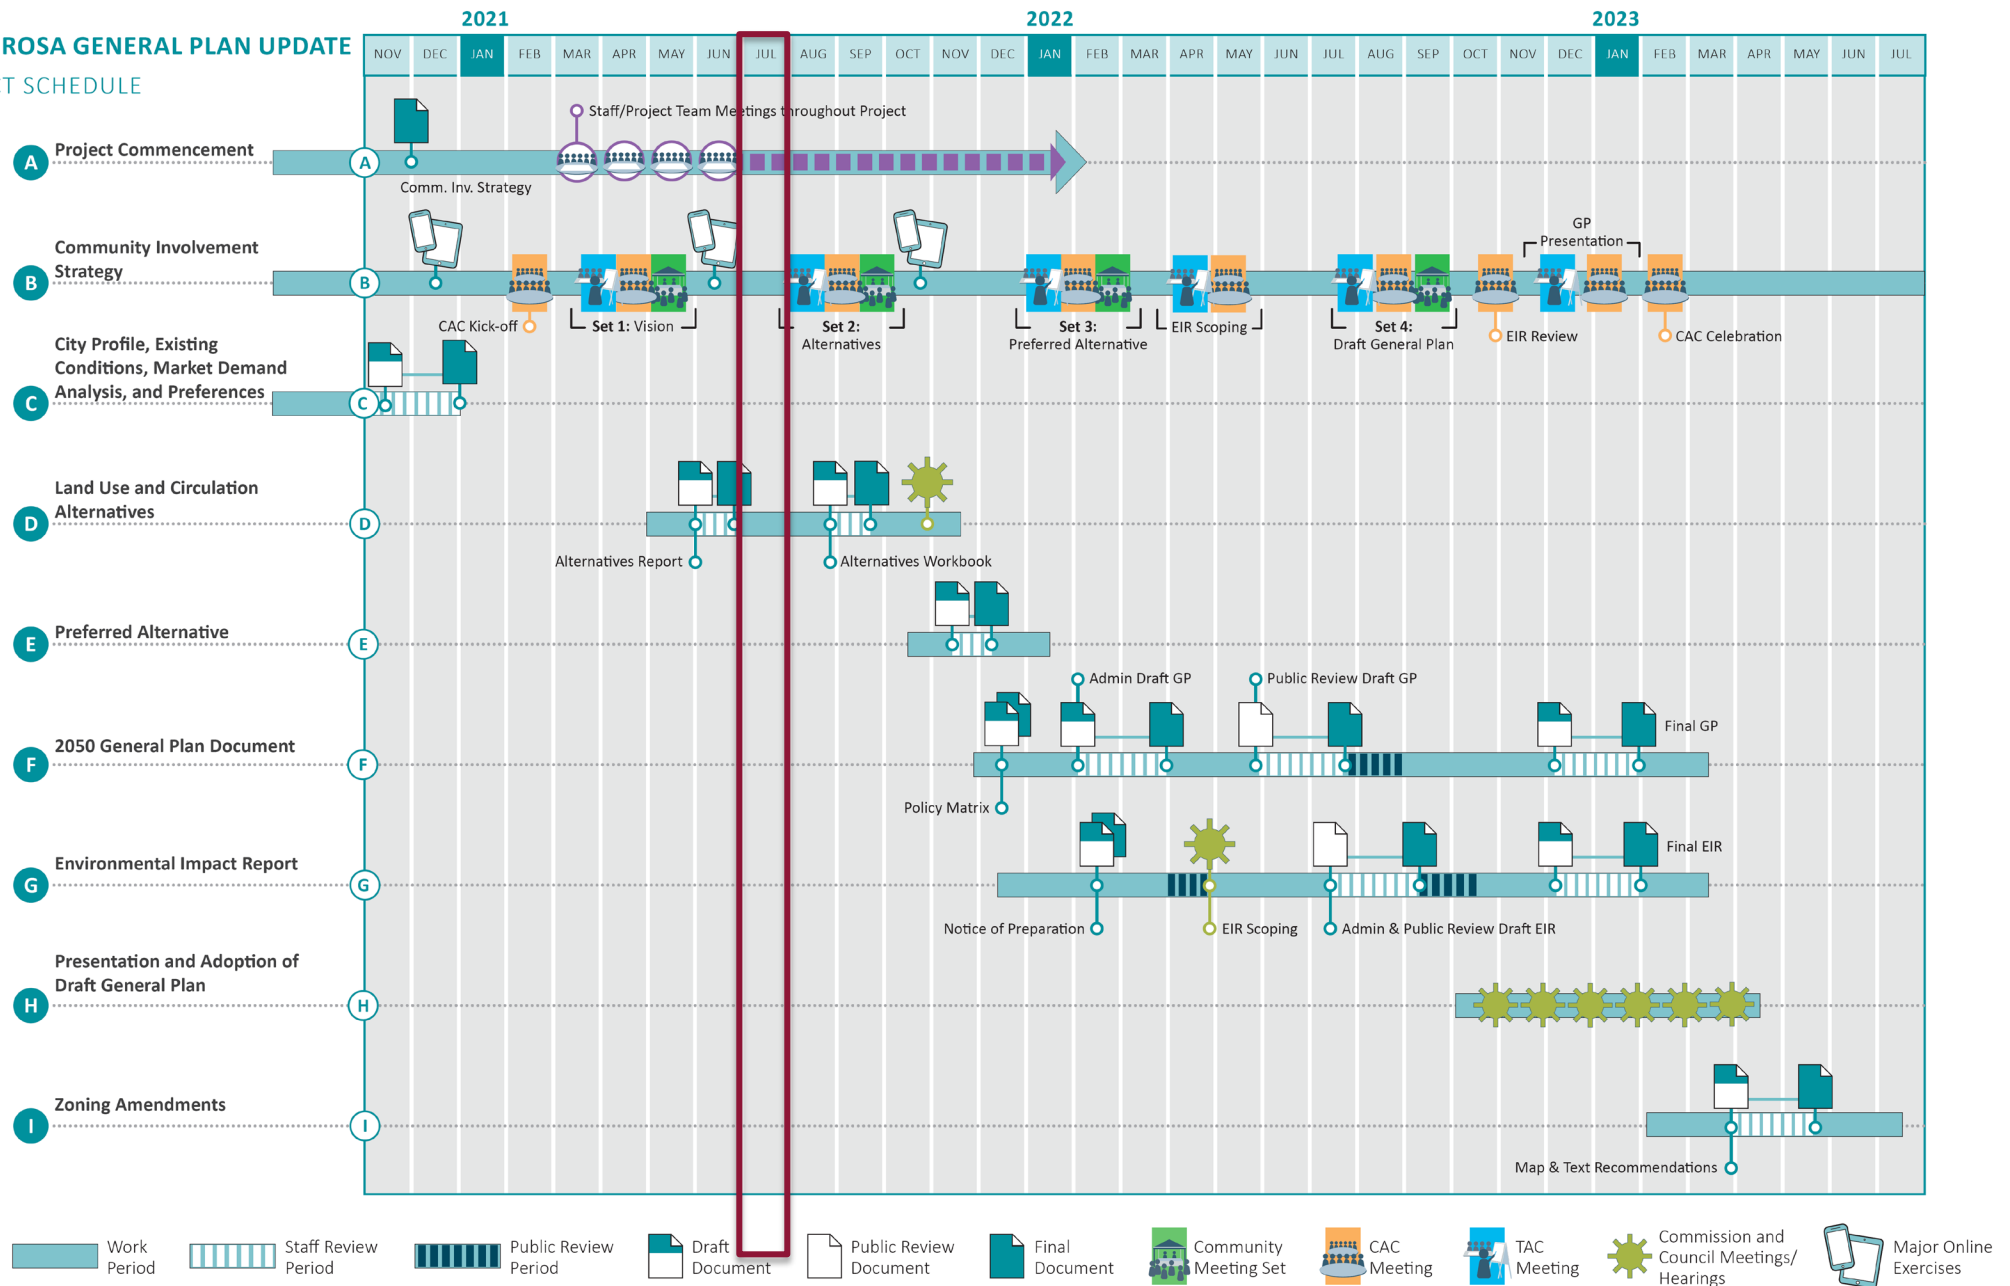 2021 2022 2023
ROSA GENERAL PLAN UPDATE
CT SCHEDULE
NOV DEC JAN FEB MAR APR MAY JUN JUL AUG SEP OCT NOV DEC JAN FEB MAR APR MAY JUN JUL AUG SEP OCT NOV DEC JAN FEB MAR APR MAY JUN JUL
Staff/Project Team Meetings throughout Project
A Project Commencement A
Comm. Inv. Strategy
GP
Presentation
Community Involvement
Strategy
B B
CAC Kick-off
Set 1: Vision
Set 2:
Alternatives
Set 3:
Preferred Alternative
EIR Scoping
Set 4:
Draft General Plan
EIR Review
CAC Celebration
City Profile, Existing
Conditions, Market Demand
Analysis, and Preferences
C C
Land Use and Circulation
Alternatives
D D
Alternatives Report
Alternatives Workbook
Preferred Alternative
E E
Admin Draft GP
Public Review Draft GP
Final GP
2050 General Plan Document
F F
Policy Matrix
Final EIR
Environmental Impact Report
G G
Notice of Preparation
EIR Scoping
Admin & Public Review Draft EIR
Presentation and Adoption of
Draft General Plan
H H
Zoning Amendments
I I
Map & Text Recommendations
Work
Period
Staff Review
Period
Public Review
Period
Draft
Document
Public Review
Document
Final
Document
Community
Meeting Set
CAC
Meeting
TAC
Meeting
Commission and
Council Meetings/
Hearings
Major Online
Exercises